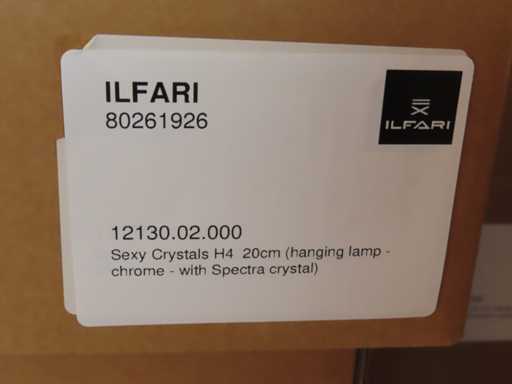 ILFARI
80261926
ILFARI
12130.02.000
Sexy Crystals H4 20cm (hanging lamp -
chrome - with Spectra crystal)